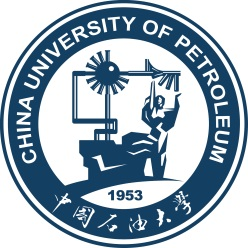 CHINA UNIVERSITY OF PETROLEUM
1953
中国石油大学